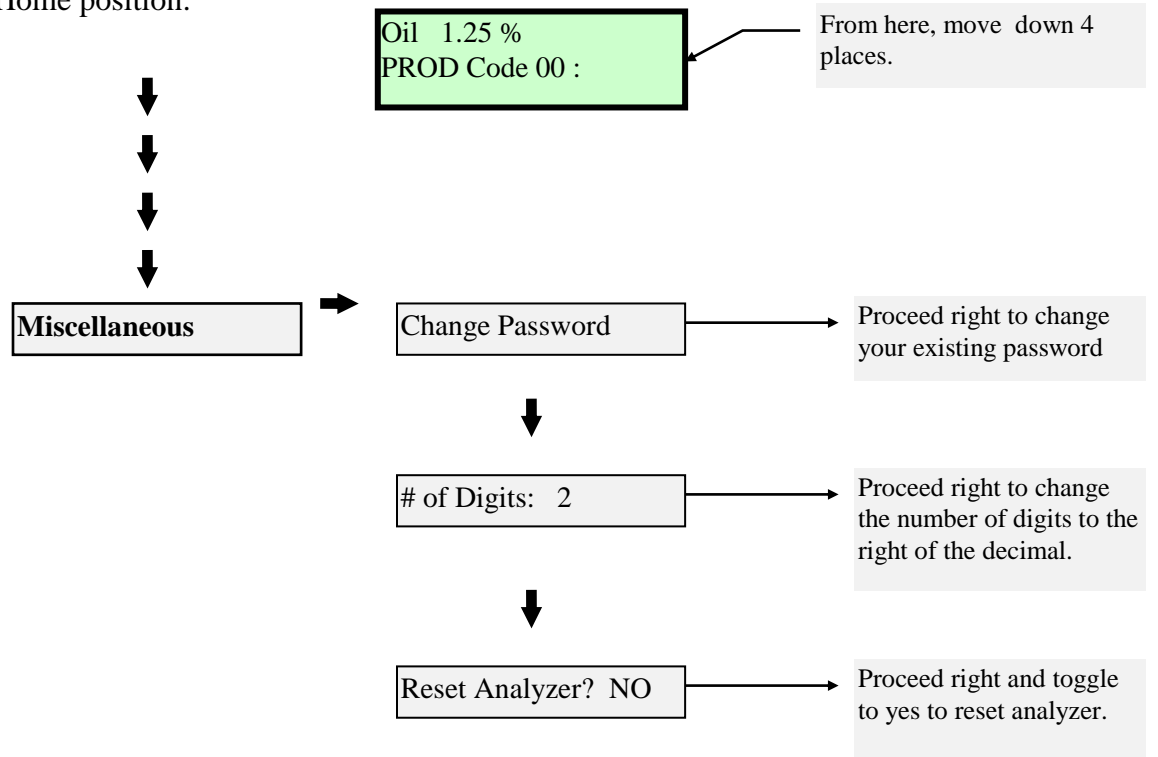 Home position.
Oil 1.25 %
PROD Code 00 :
From here, move down 4
places.
Miscellaneous
Change Password
Proceed right to change
your existing password
# of Digits: 2
Proceed right to change
the number of digits to the
right of the decimal.
Reset Analyzer? NO
Proceed right and toggle
to yes to reset analyzer.